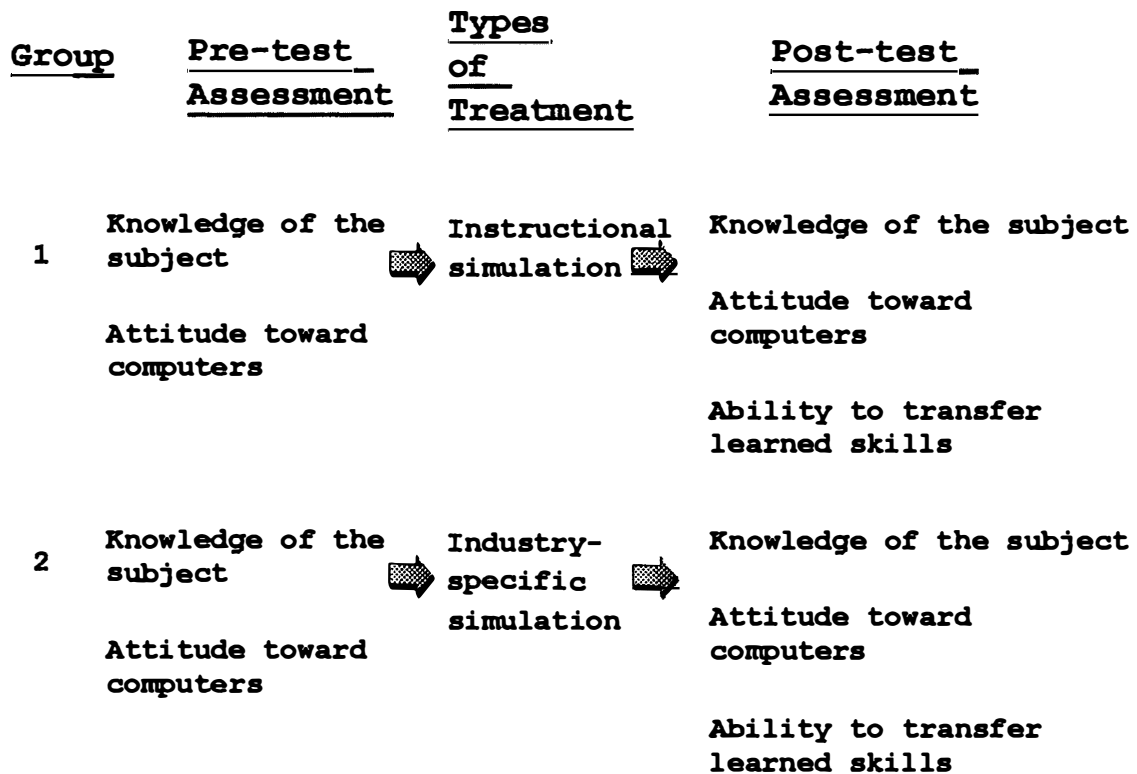 Group
Pre-test
Assessment
Types
of
Treatment
Post-test
Assessment
1
Knowledge of the
subject
Attitude toward
computers
Instructional
simulation
Knowledge of the subject
Attitude toward
computers
Ability to transfer
learned skills
2
Knowledge of the
subject
Attitude toward
computers
Industry-
specific
simulation
Knowledge of the subject
Attitude toward
computers
Ability to transfer
learned skills